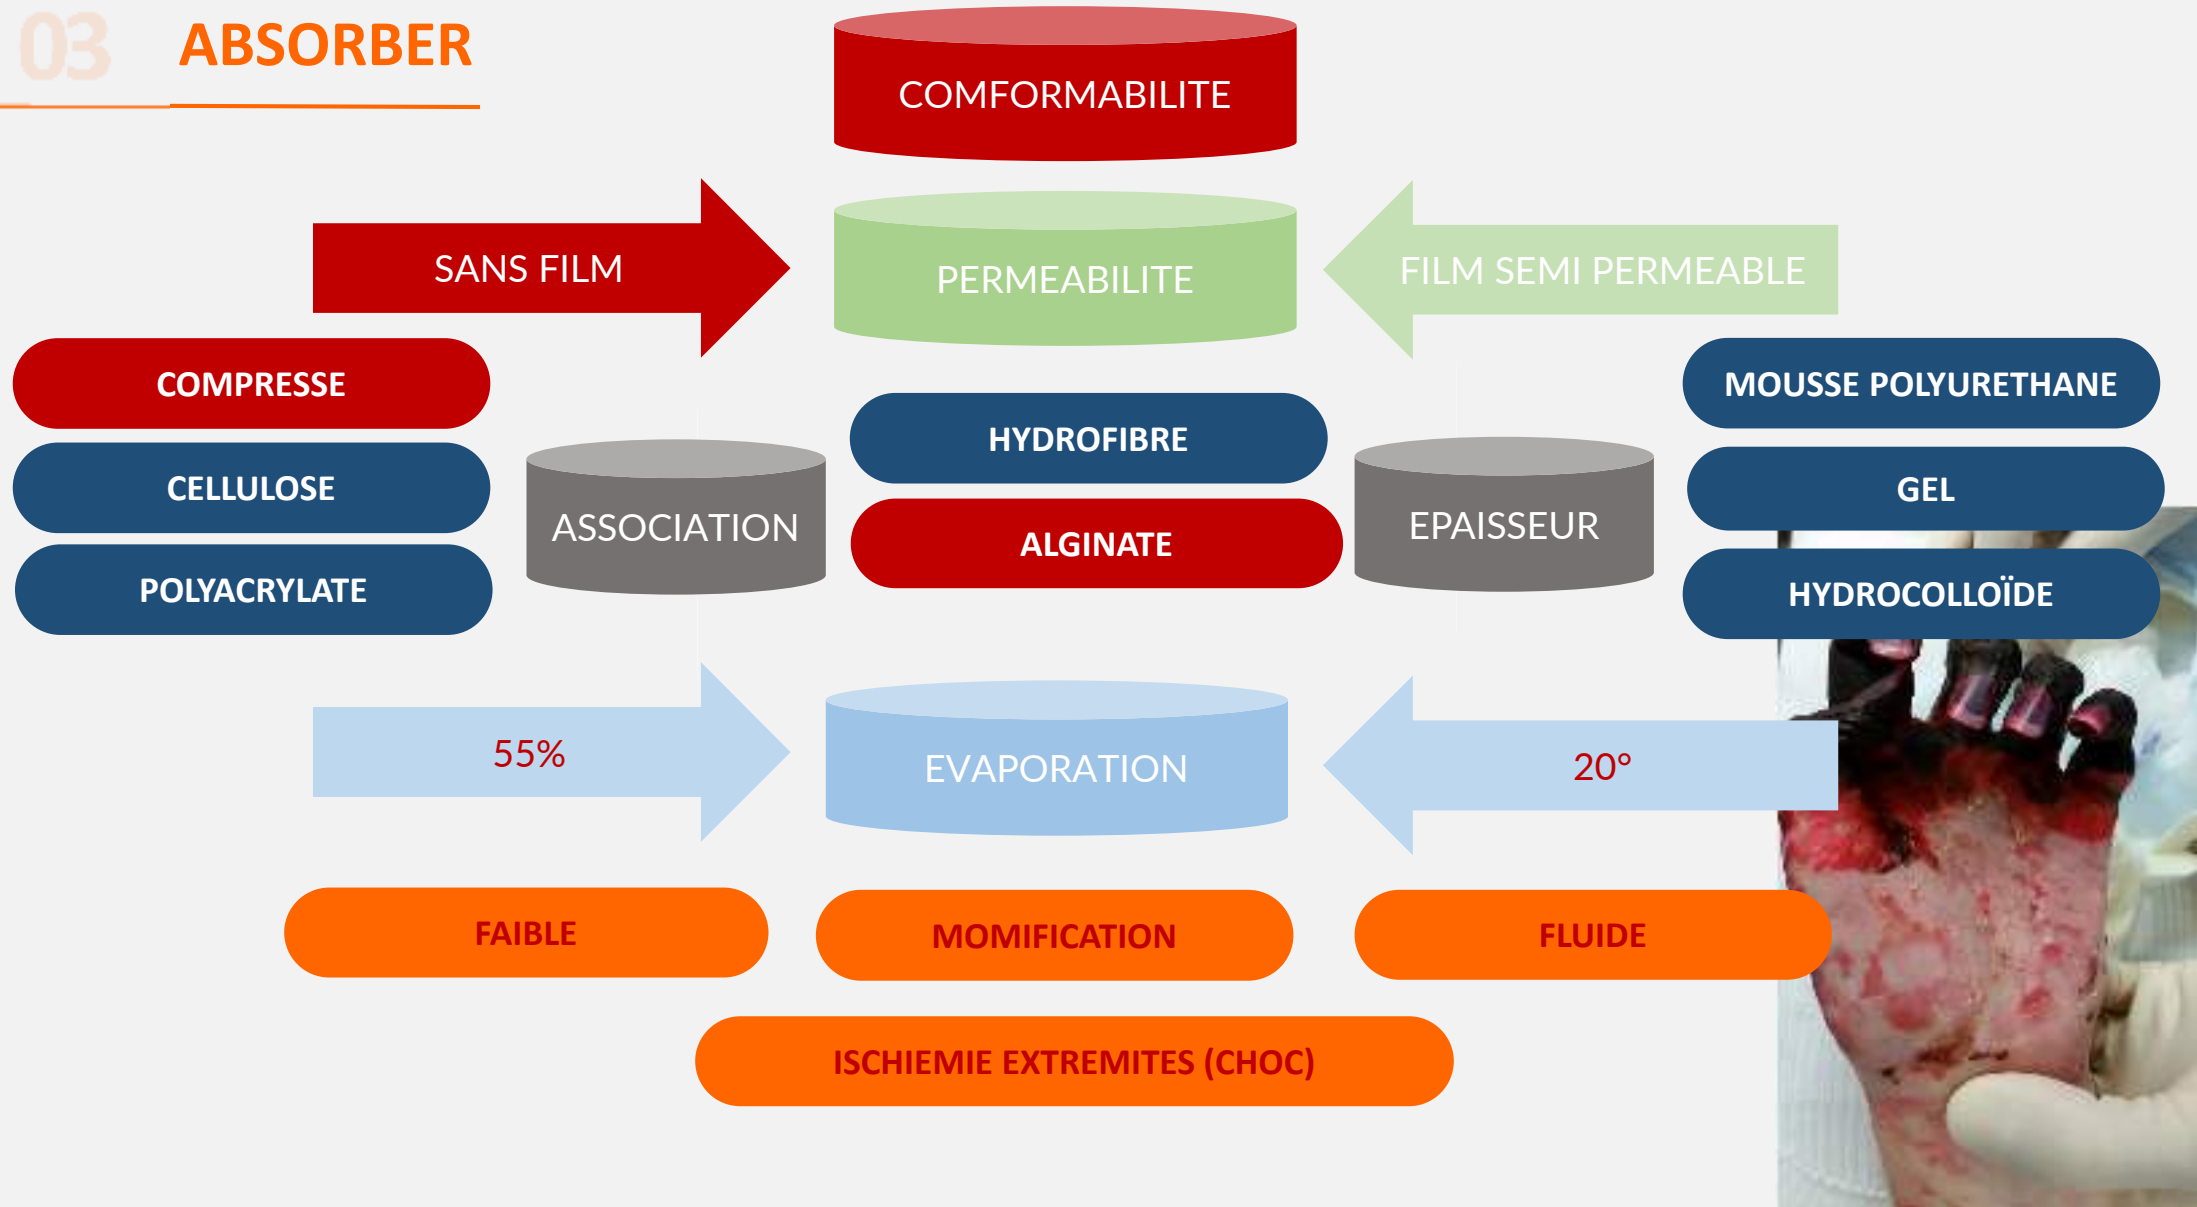 03 ABSORBER
COMFORMABILITE
SANS FILM
PERMEABILITE
FILM SEMI PERMEABLE
COMPRESSE
CELLULOSE
POLYACRYLATE
ASSOCIATION
HYDROFIBRE
ALGINATE
EPAISSEUR
MOUSSE POLYURETHANE
GEL
HYDROCOLLOÏDE
55%
EVAPORATION
20°
FAIBLE
MOMIFICATION
FLUIDE
ISCHIEMIE EXTREMITES (CHOC)